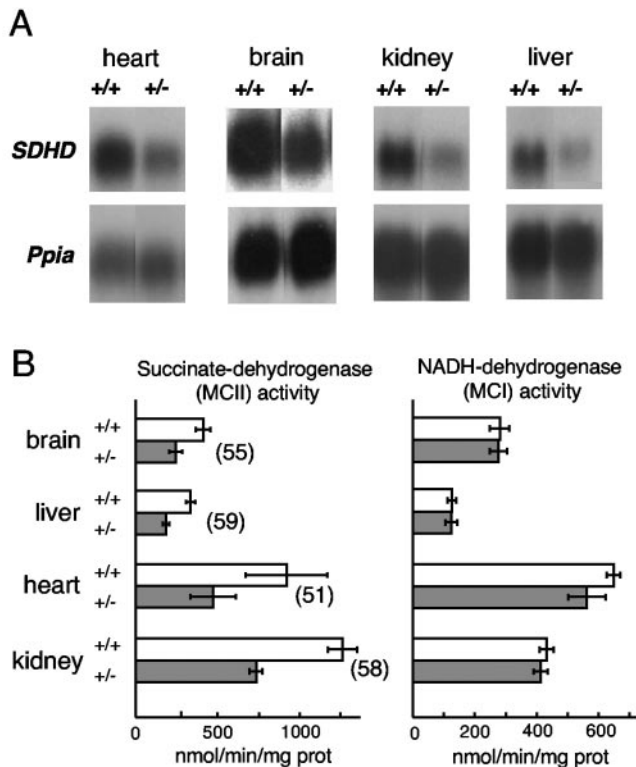 A
heart brain kidney liver
+/+ +/- +/+ +/- +/+ +/- +/+ +/-
SDHD
Ppia
B
Succinate-dehydrogenase (MCII) activity
NADH-dehydrogenase (MCI) activity
brain +/+ +/- (55)
liver +/+ +/- (59)
heart +/+ +/- (51)
kidney +/+ +/- (58)
0 500 1000
nmol/min/mg prot
0 200 400 600
nmol/min/mg prot